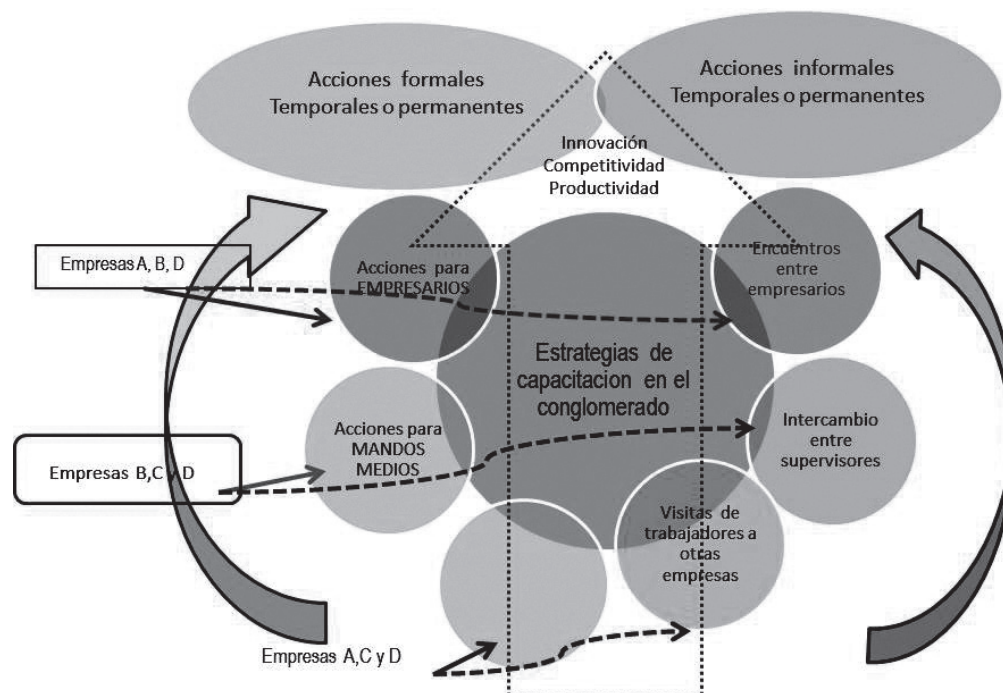 Acciones formales
Temporales o permanentes
Acciones informales
Temporales o permanentes
Innovación
Competitividad
Productividad
Empresas A, B, D
Acciones para
EMPRESARIOS
Encuentros
entre
empresarios
Estrategias de
capacitacion en el
conglomerado
Acciones para
MANDOS
MEDIOS
Intercambio
entre
supervisores
Empresas B,C y D
Visitas de
trabajadores a
otras
empresas
Empresas A,C y D